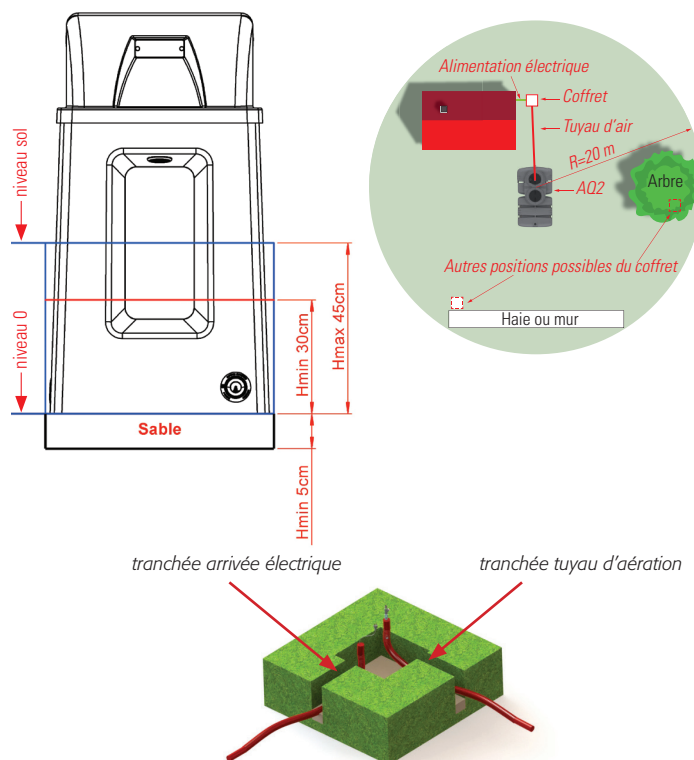 niveau sol
niveau 0
Hmin 30cm
Hmax 45cm
Sable
Hmin 5cm
Alimentation électrique
Coffret
Tuyau d'air
R=20 m
AQ2
Arbre
Autres positions possibles du coffret
Haie ou mur
tranchée arrivée électrique
tranchée tuyau d'aération